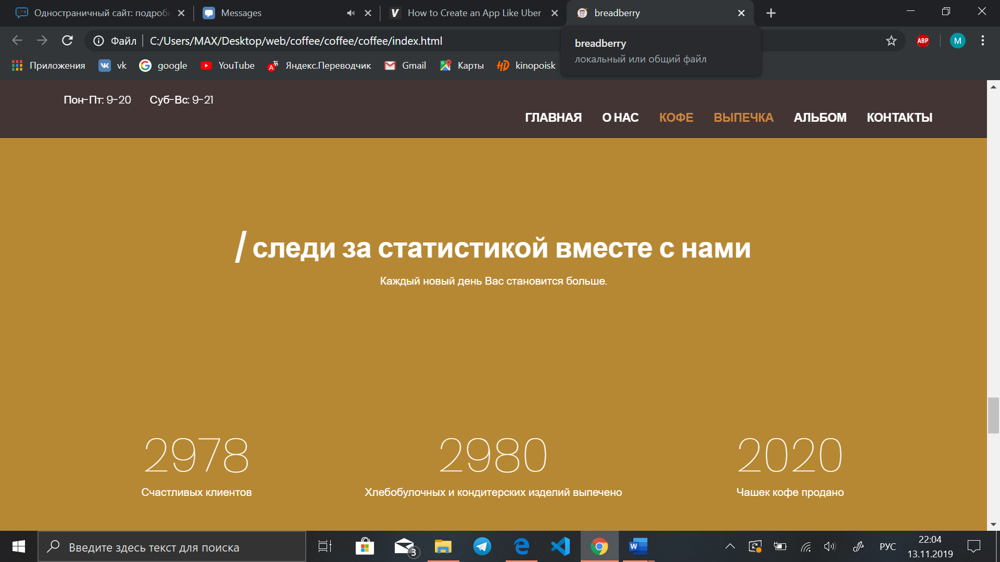 Одностраничный сайт: подробн
Messages
How to Create an App Like Uber
breadberry
Файл
C:/Users/MAX/Desktop/web/coffee/coffee/coffee/index.html
ABP
M
breadberry
локальный или общий файл
Приложения
vk
google
YouTube
Яндекс.Переводчик
Gmail
Карты
HD
kinopoisk
Пон-Пт: 9-20
Суб-Вс: 9-21
ГЛАВНАЯ
О НАС
КОФЕ
ВЫПЕЧКА
АЛЬБОМ
КОНТАКТЫ
/ следи за статистикой вместе с нами
Каждый новый день Вас становится больше.
2978
Счастливых клиентов
2980
Хлебобулочных и кондитерских изделий выпечено
2020
Чашек кофе продано
Введите здесь текст для поиска
3
РУС
22:04
13.11.2019